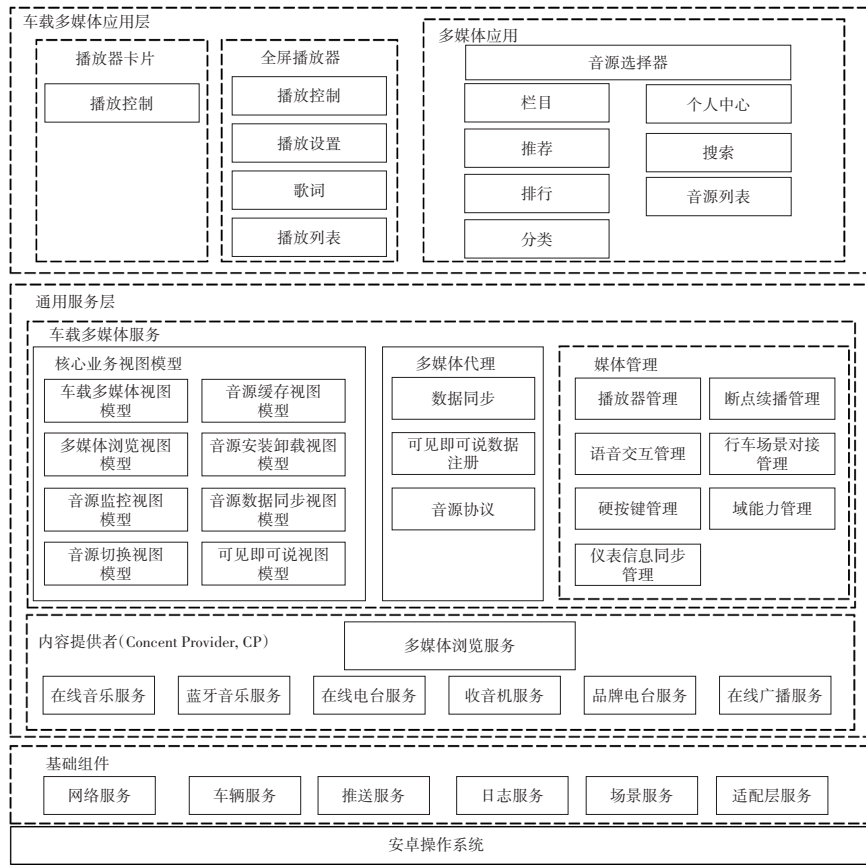 车载多媒体应用层
播放器卡片
播放控制
全屏播放器
播放控制
播放设置
歌词
播放列表
多媒体应用
音源选择器
栏目
个人中心
推荐
搜索
排行
音源列表
分类
通用服务层
车载多媒体服务
核心业务视图模型
车载多媒体视图
模型
音源缓存视图
模型
多媒体浏览视图
模型
音源安装卸载视图
模型
音源监控视图
模型
音源数据同步视图
模型
音源切换视图
模型
可见即可说视图
模型
多媒体代理
数据同步
可见即可说数据
注册
音源协议
媒体管理
播放器管理
断点续播管理
语音交互管理
行车场景对接
管理
硬按键管理
域能力管理
仪表信息同步
管理
内容提供者(Concent Provider, CP)
多媒体浏览服务
在线音乐服务
蓝牙音乐服务
在线电台服务
收音机服务
品牌电台服务
在线广播服务
基础组件
网络服务
车辆服务
推送服务
日志服务
场景服务
适配层服务
安卓操作系统